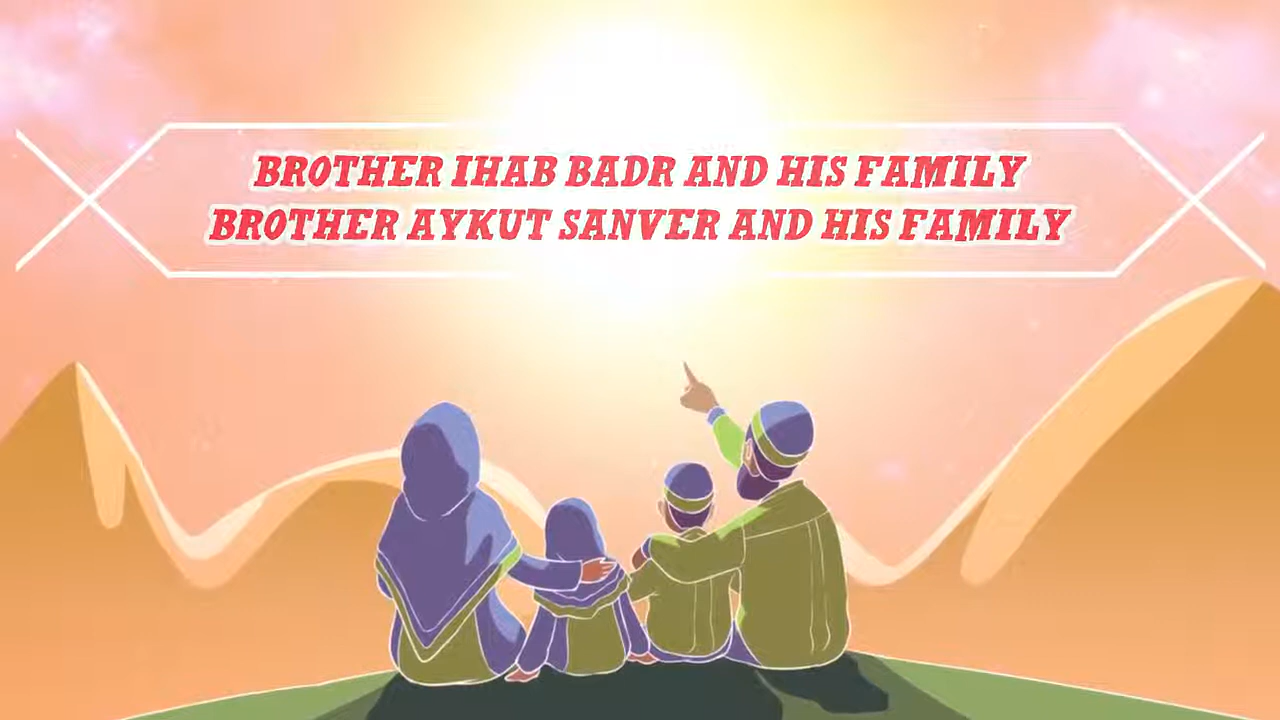 BROTHER IHAB BADR AND HIS FAMILY
BROTHER AYKUT SANVER AND HIS FAMILY